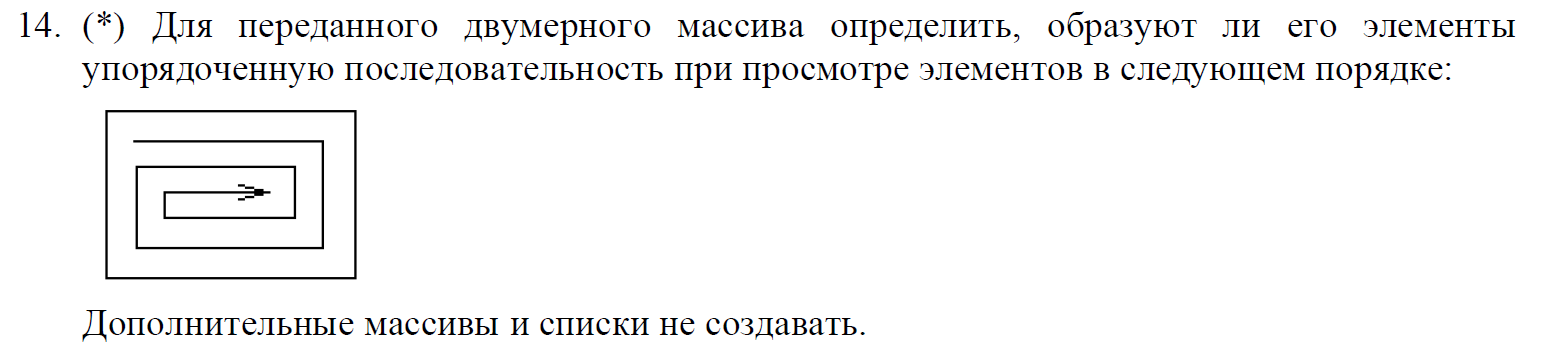 14. (*) Для переданного двумерного массива определить, образуют ли его элементы
упорядоченную последовательность при просмотре элементов в следующем порядке:
Дополнительные массивы и списки не создавать.